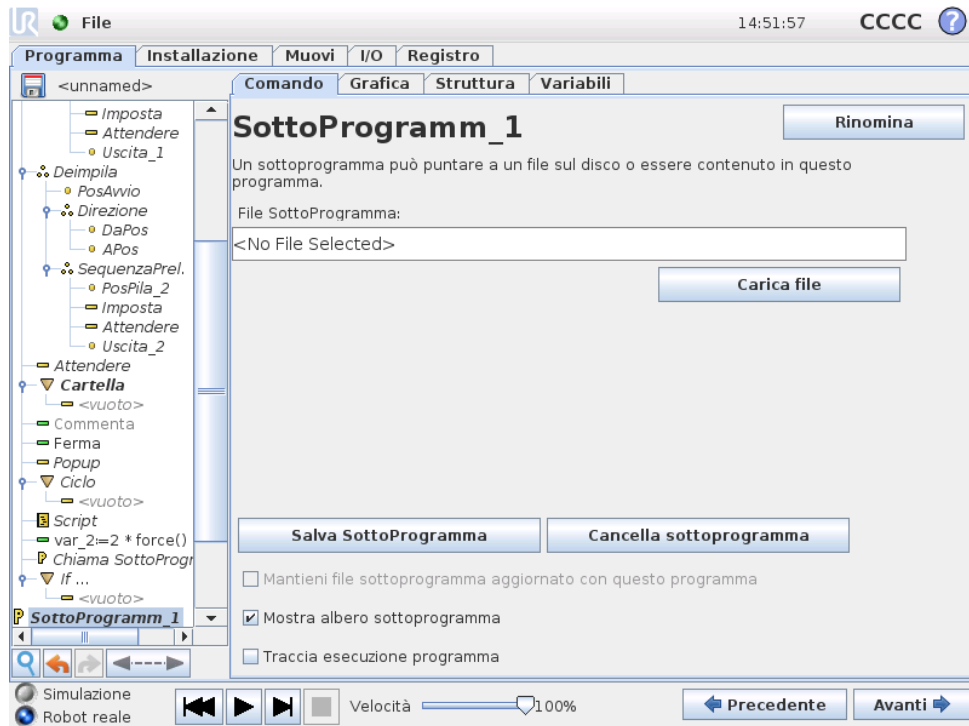 UR File 14:51:57 CCCC ?
Programma Installazione Muovi I/O Registro
<unnamed> Comando Grafica Struttura Variabili
Imposta
Attendere
Uscita_1
Deimpila
PosAvvio
Direzione
DaPos
APos
SequenzaPrel.
PosPila_2
Imposta
Attendere
Uscita_2
Attendere
Cartella
<vuoto>
Commenta
Ferma
Popup
Ciclo
<vuoto>
Script
var_2:=2 * force()
Chiama SottoProgr
If ...
<vuoto>
SottoProgramm_1
SottoProgramm_1 Rinomina
Un sottoprogramma può puntare a un file sul disco o essere contenuto in questo
programma.
File SottoProgramma:
<No File Selected>
Carica file
Salva SottoProgramma Cancella sottoprogramma
Mantieni file sottoprogramma aggiornato con questo programma
Mostra albero sottoprogramma
Traccia esecuzione programma
Simulazione
Robot reale
Velocità 100% Precedente Avanti